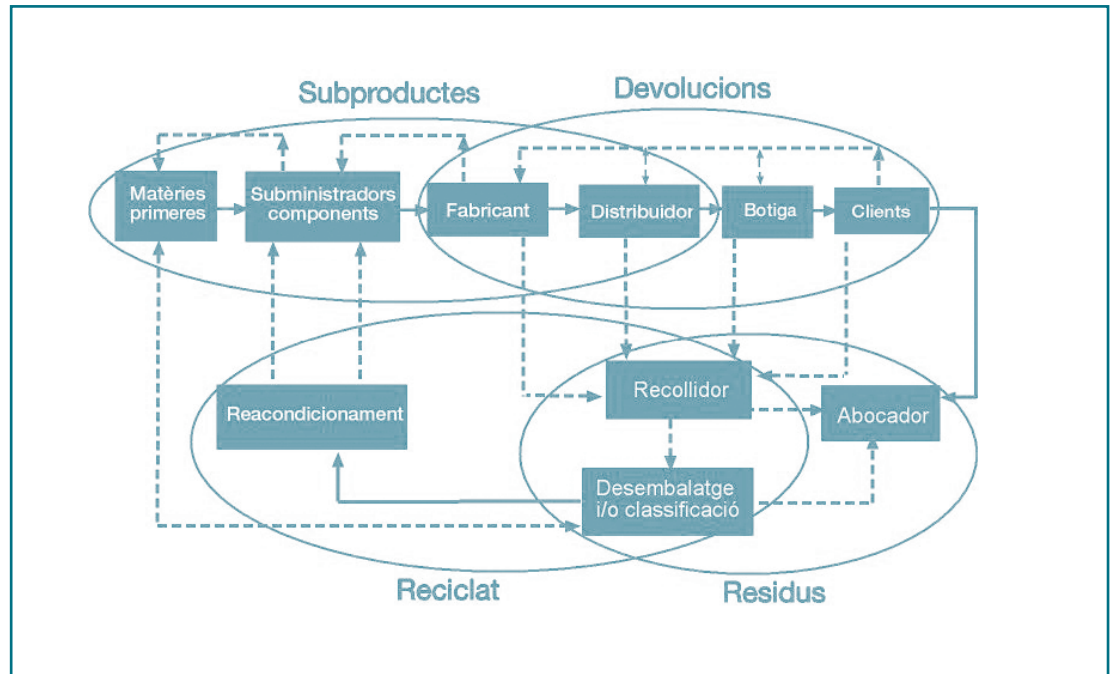 Subproductes
Devolucions
Matèries
primeres
Subministradors
components
Fabricant
Distribuidor
Botiga
Clients
Reacondicionament
Recollidor
Abocador
Desembalatge
i/o classificació
Reciclat
Residus